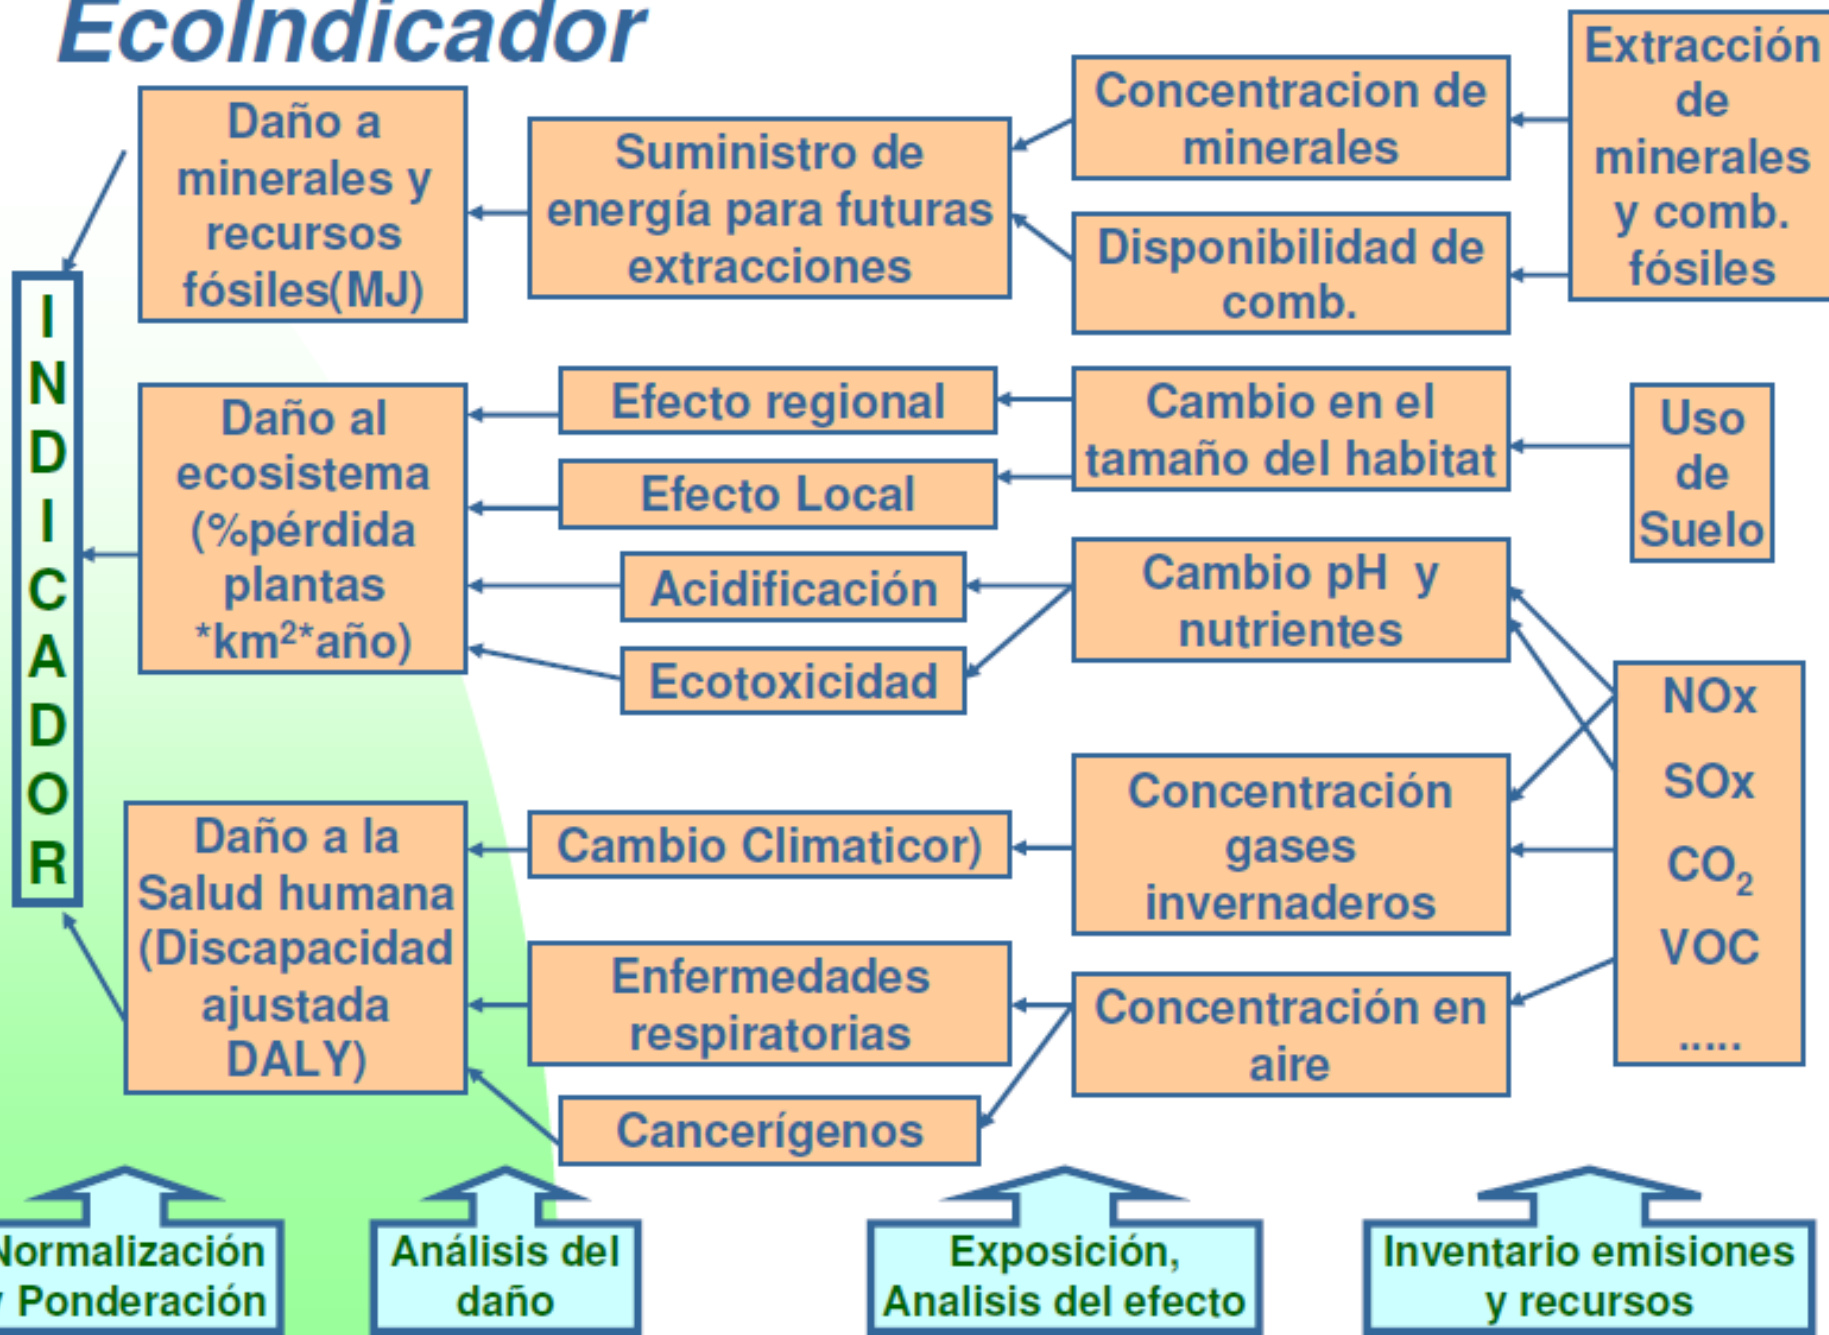 EcoIndicador
Daño a
minerales y
recursos
fósiles(MJ)
Suministro de
energía para futuras
extracciones
Concentracion de
minerales
Disponibilidad de
comb.
Extracción
de
minerales
y comb.
fósiles
I
N
D
I
C
A
D
O
R
Daño al
ecosistema
(%pérdida
plantas
*km²*año)
Efecto regional
Efecto Local
Acidificación
Ecotoxicidad
Cambio en el
tamaño del habitat
Cambio pH y
nutrientes
Uso
de
Suelo
Daño a la
Salud humana
(Discapacidad
ajustada
DALY)
Cambio Climaticor)
Enfermedades
respiratorias
Cancerígenos
Concentración
gases
invernaderos
Concentración en
aire
NOx
SOx
CO₂
VOC
.....
Normalización
y Ponderación
Análisis del
daño
Exposición,
Analisis del efecto
Inventario emisiones
y recursos